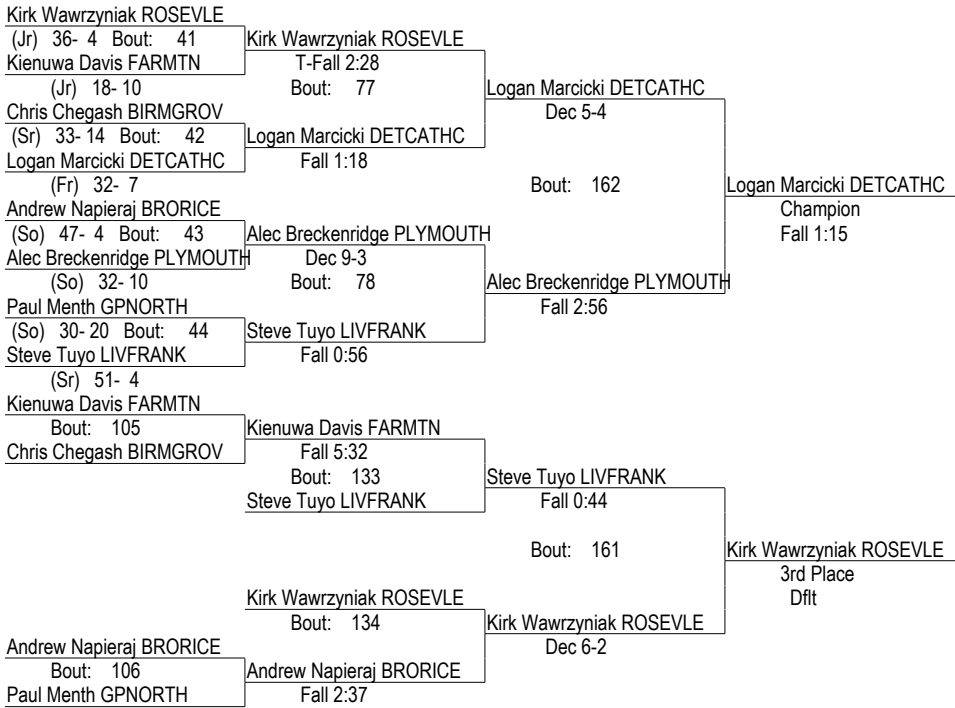 Kirk Wawrzyniak ROSEVLE
(Jr) 36- 4 Bout: 41
Kirk Wawrzyniak ROSEVLE
Kienuwa Davis FARMTN
T-Fall 2:28
(Jr) 18- 10
Bout: 77
Logan Marcicki DETCATHC
Chris Chegash BIRMGROV
Dec 5-4
(Sr) 33- 14 Bout: 42
Logan Marcicki DETCATHC
Logan Marcicki DETCATHC
Fall 1:18
(Fr) 32- 7
Bout: 162
Logan Marcicki DETCATHC
Andrew Napieraj BRORICE
Champion
(So) 47- 4 Bout: 43
Alec Breckenridge PLYMOUTH
Fall 1:15
Alec Breckenridge PLYMOUTH
Dec 9-3
(So) 32- 10
Bout: 78
Alec Breckenridge PLYMOUTH
Paul Menth GPNORTH
Fall 2:56
(So) 30- 20 Bout: 44
Steve Tuyo LIVFRANK
Steve Tuyo LIVFRANK
Fall 0:56
(Sr) 51- 4
Kienuwa Davis FARMTN
Bout: 105
Kienuwa Davis FARMTN
Chris Chegash BIRMGROV
Fall 5:32
Bout: 133
Steve Tuyo LIVFRANK
Steve Tuyo LIVFRANK
Fall 0:44
Bout: 161
Kirk Wawrzyniak ROSEVLE
3rd Place
Kirk Wawrzyniak ROSEVLE
Dflt
Bout: 134
Kirk Wawrzyniak ROSEVLE
Andrew Napieraj BRORICE
Dec 6-2
Bout: 106
Andrew Napieraj BRORICE
Paul Menth GPNORTH
Fall 2:37